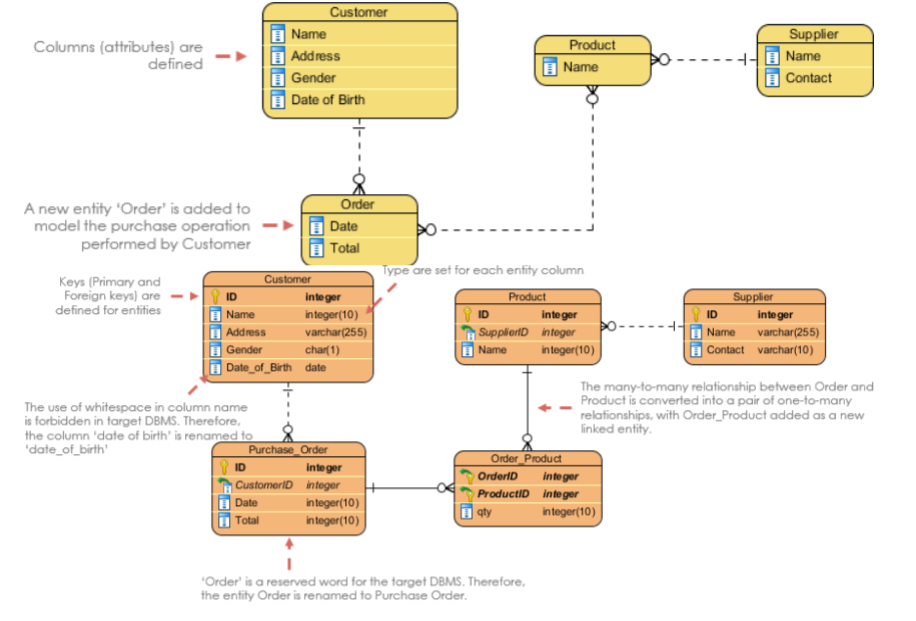 Customer
Name
Address
Gender
Date of Birth
Columns (attributes) are
defined
Product
Name
Supplier
Name
Contact
Order
Date
Total
A new entity ‘Order’ is added to
model the purchase operation
performed by Customer
Type are set for each entity column
Keys (Primary and
Foreign keys) are
defined for entities
Customer
ID integer
Name integer(10)
Address varchar(255)
Gender char(1)
Date_of_Birth date
Product
ID integer
SupplierID integer
Name integer(10)
Supplier
ID integer
Name varchar(255)
Contact varchar(10)
The use of whitespace in column name
is forbidden in target DBMS. Therefore,
the column ‘date of birth’ is renamed to
‘date_of_birth’
The many-to-many relationship between Order and
Product is converted into a pair of one-to-many
relationships, with Order_Product added as a new
linked entity.
Purchase_Order
ID integer
CustomerID integer
Date integer(10)
Total integer(10)
Order_Product
OrderID integer
ProductID integer
qty integer(10)
‘Order’ is a reserved word for the target DBMS. Therefore,
the entity Order is renamed to Purchase Order.